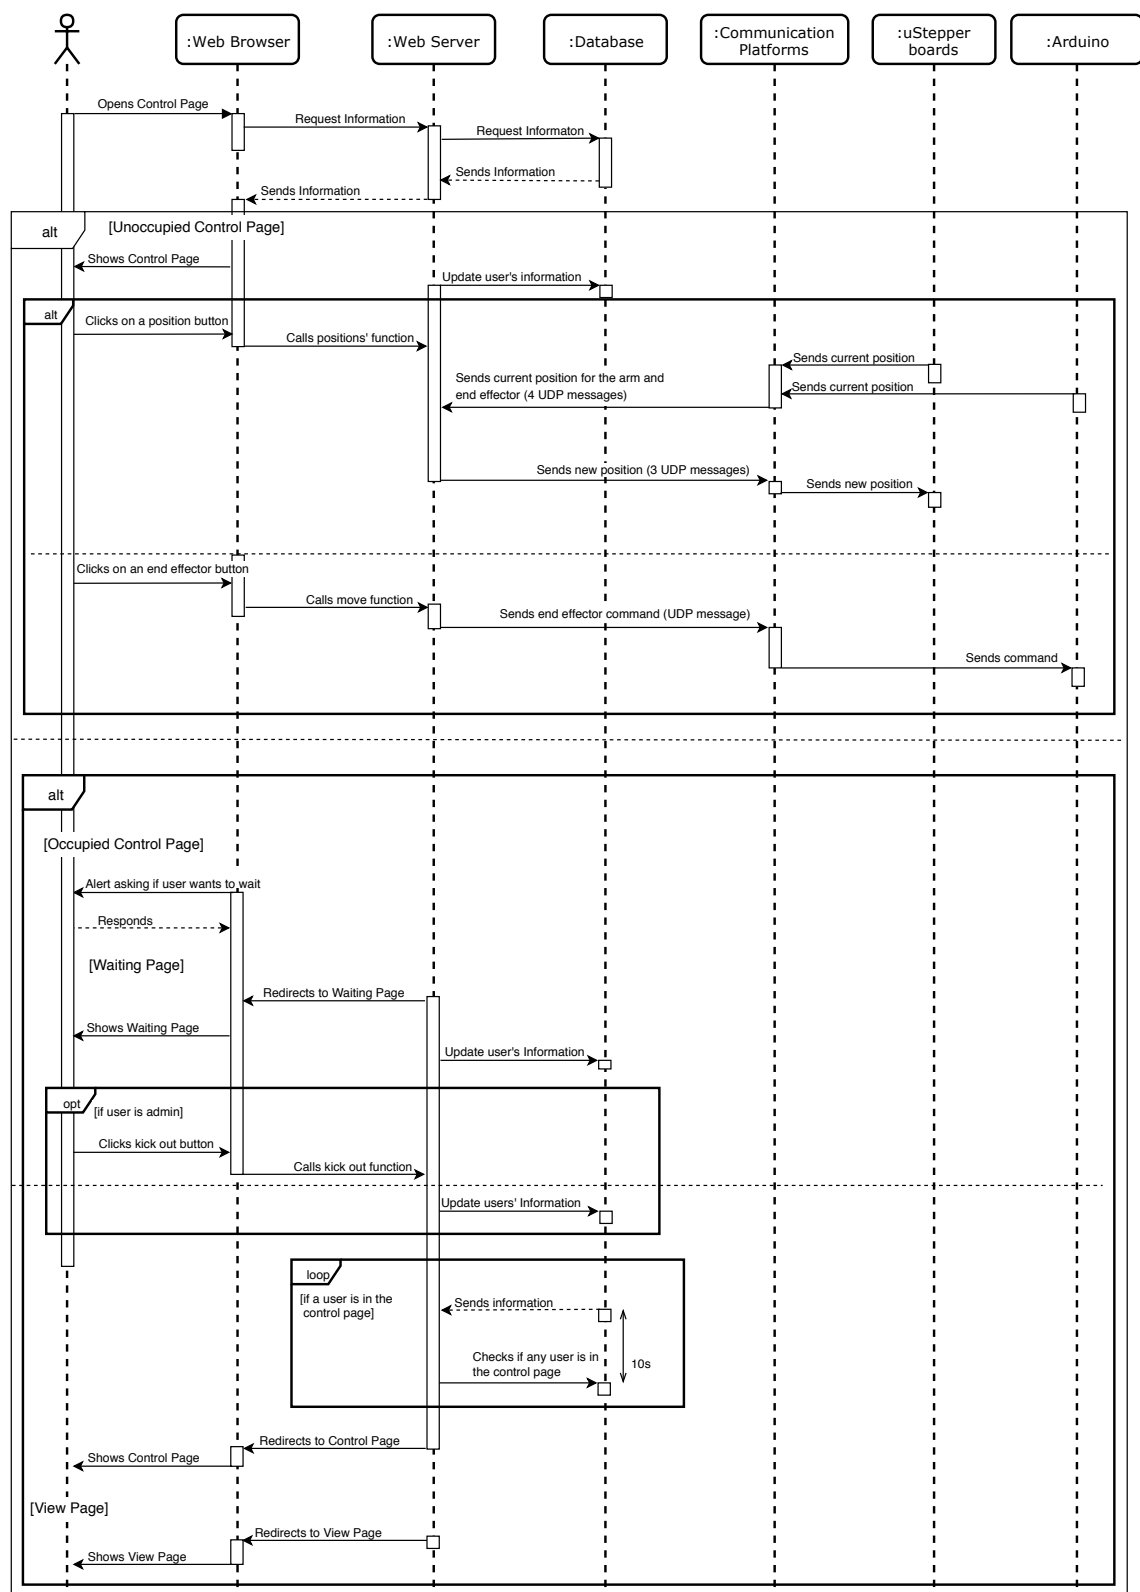 :Web Browser
:Web Server
:Database
:Communication
Platforms
:uStepper
boards
:Arduino
Opens Control Page
Request Information
Request Informaton
Sends Information
Sends Information
alt
[Unoccupied Control Page]
Shows Control Page
Update user's information
alt
Clicks on a position button
Calls positions' function
Sends current position
Sends current position for the arm and
end effector (4 UDP messages)
Sends current position
Sends new position (3 UDP messages)
Sends new position
Clicks on an end effector button
Calls move function
Sends end effector command (UDP message)
Sends command
alt
[Occupied Control Page]
Alert asking if user wants to wait
Responds
[Waiting Page]
Redirects to Waiting Page
Shows Waiting Page
Update user's Information
opt
[if user is admin]
Clicks kick out button
Calls kick out function
Update users' Information
loop
[if a user is in the
control page]
Sends information
Checks if any user is in
the control page
10s
Redirects to Control Page
Shows Control Page
[View Page]
Redirects to View Page
Shows View Page